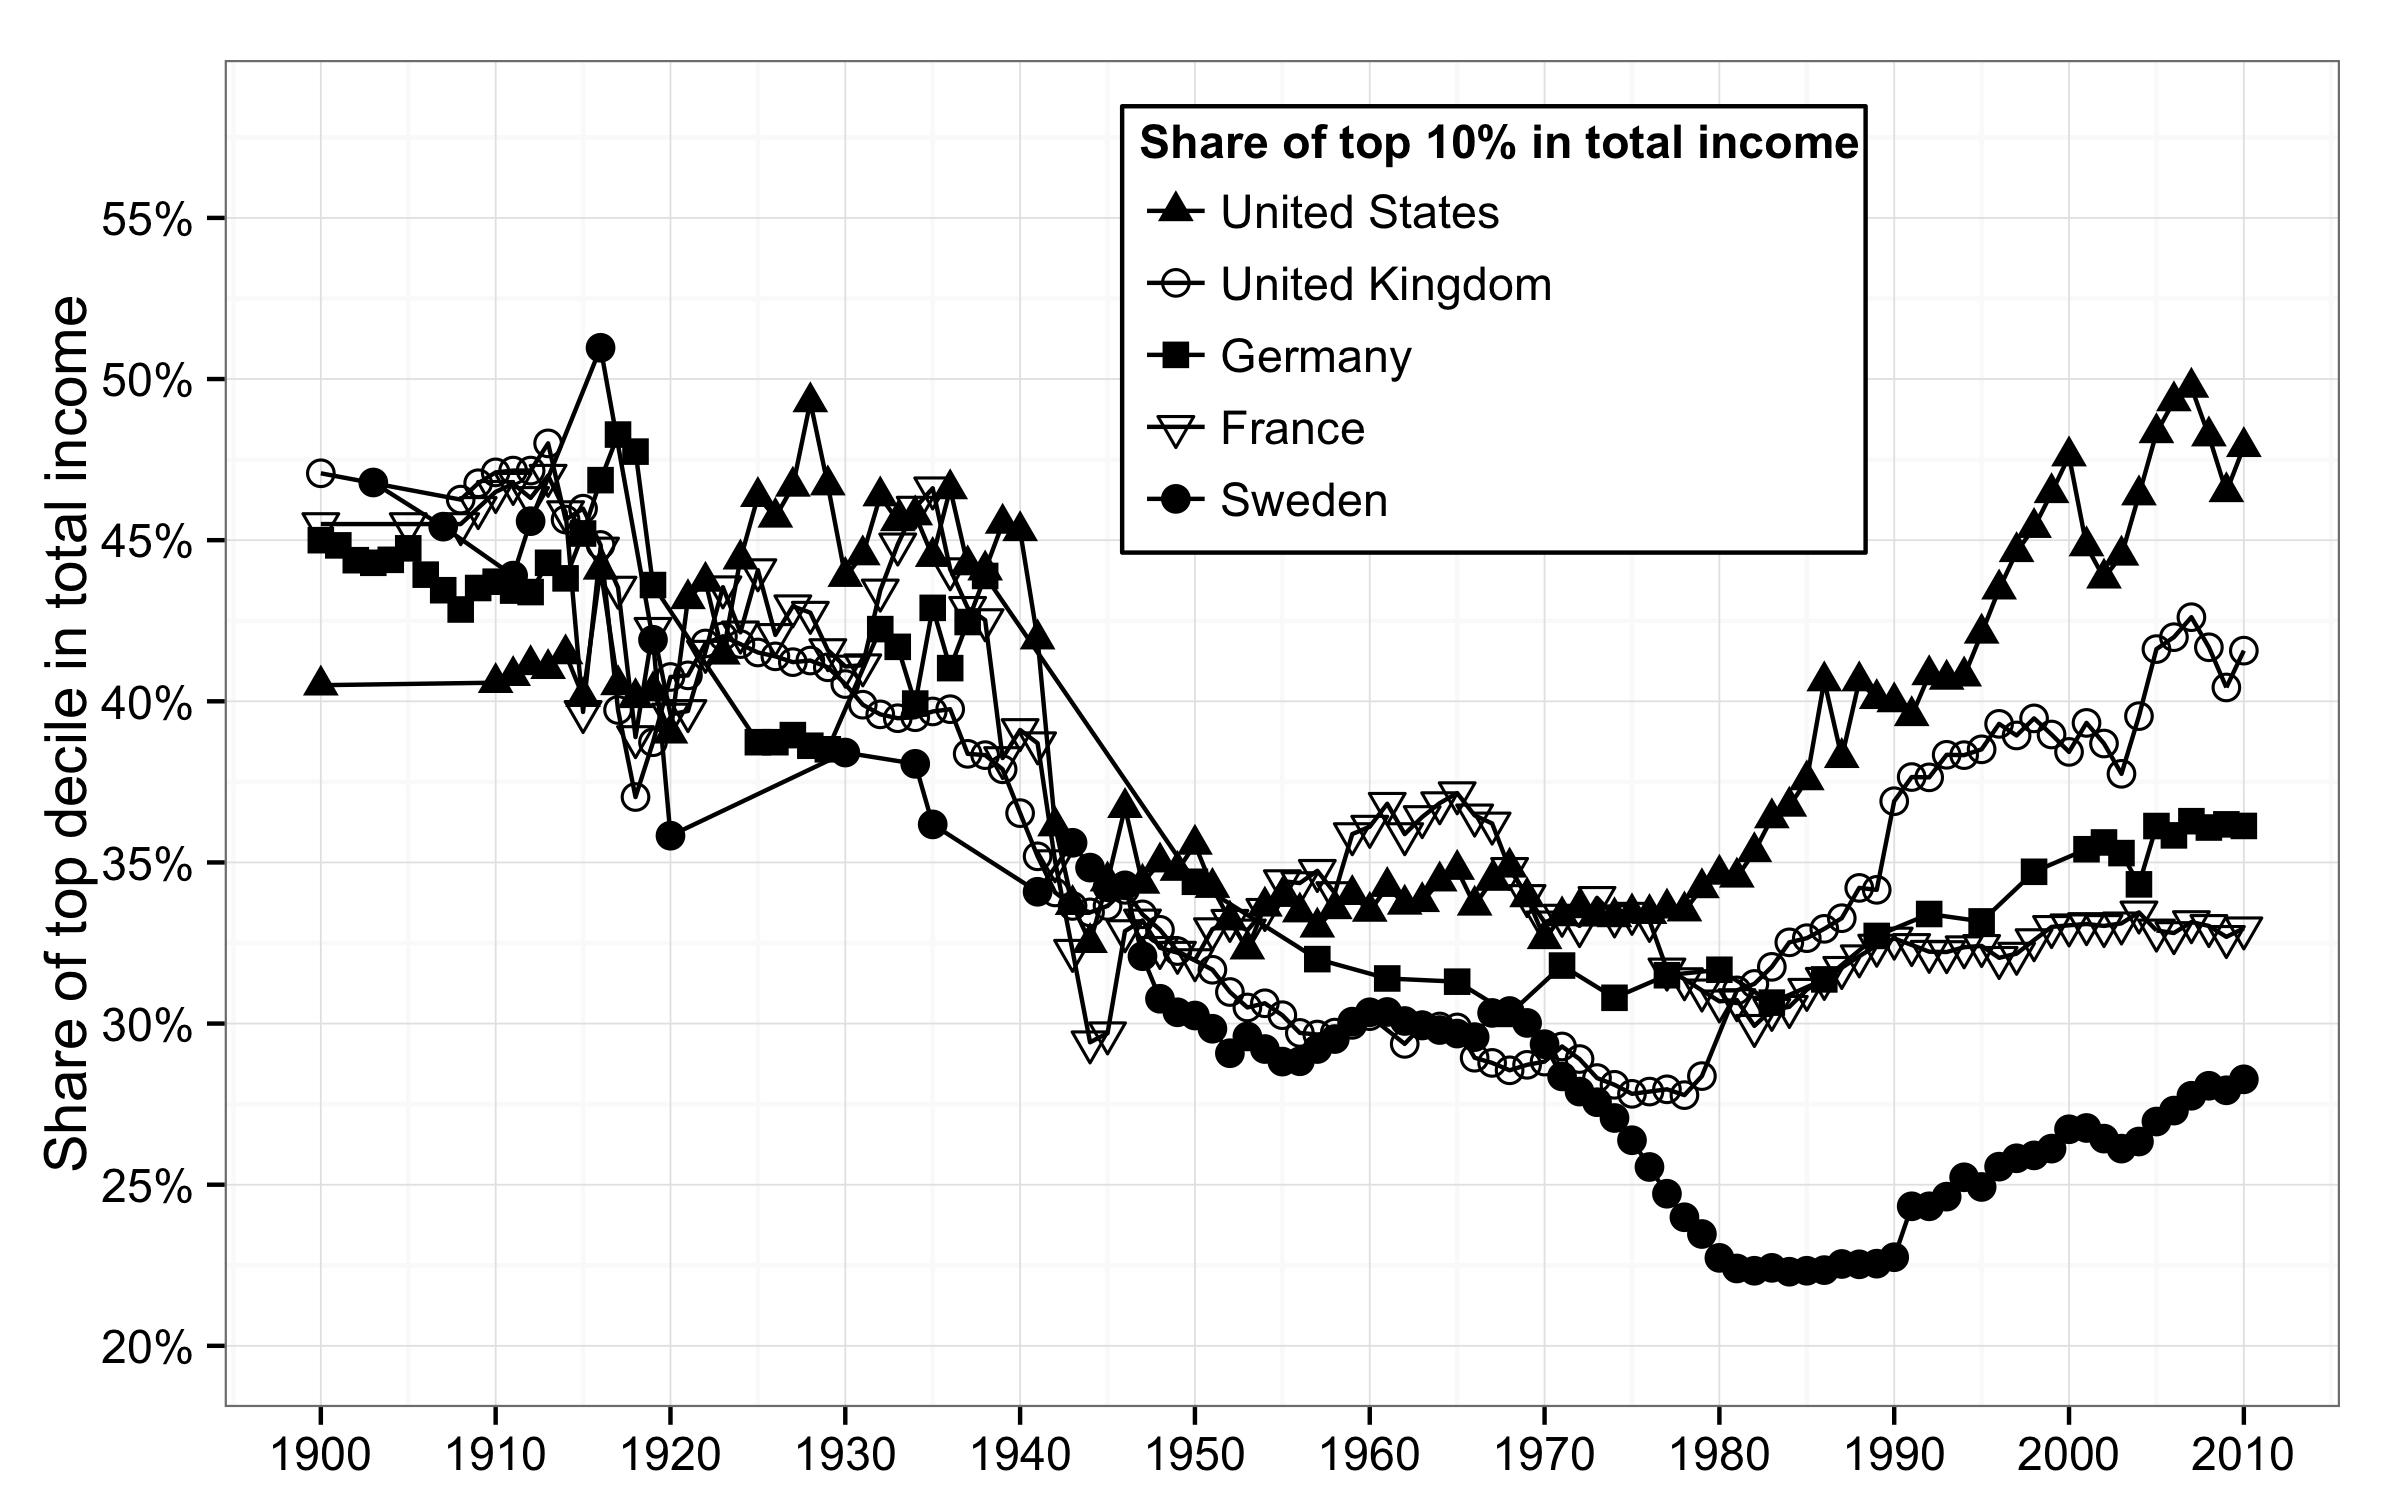 Share of top decile in total income
55%
50%
45%
40%
35%
30%
25%
20%
Share of top 10% in total income
United States
United Kingdom
Germany
France
Sweden
1900 1910 1920 1930 1940 1950 1960 1970 1980 1990 2000 2010